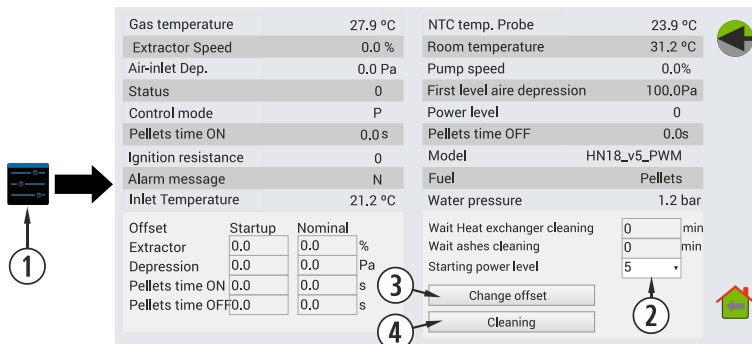 Gas temperature 27.9 ºC
Extractor Speed 0.0 %
Air-inlet Dep. 0.0 Pa
Status 0
Control mode P
Pellets time ON 0.0 s
Ignition resistance 0
Alarm message N
Inlet Temperature 21.2 ºC
NTC temp. Probe 23.9 ºC
Room temperature 31.2 ºC
Pump speed 0.0%
First level aire depression 100.0Pa
Power level 0
Pellets time OFF 0.0s
Model HN18_v5_PWM
Fuel Pellets
Water pressure 1.2 bar
Offset Startup Nominal
Extractor 0.0 0.0 %
Depression 0.0 0.0 Pa
Pellets time ON 0.0 0.0 s
Pellets time OFF 0.0 0.0 s
Wait Heat exchanger cleaning 0 min
Wait ashes cleaning 0 min
Starting power level 5
Change offset
Cleaning
1
2
3
4